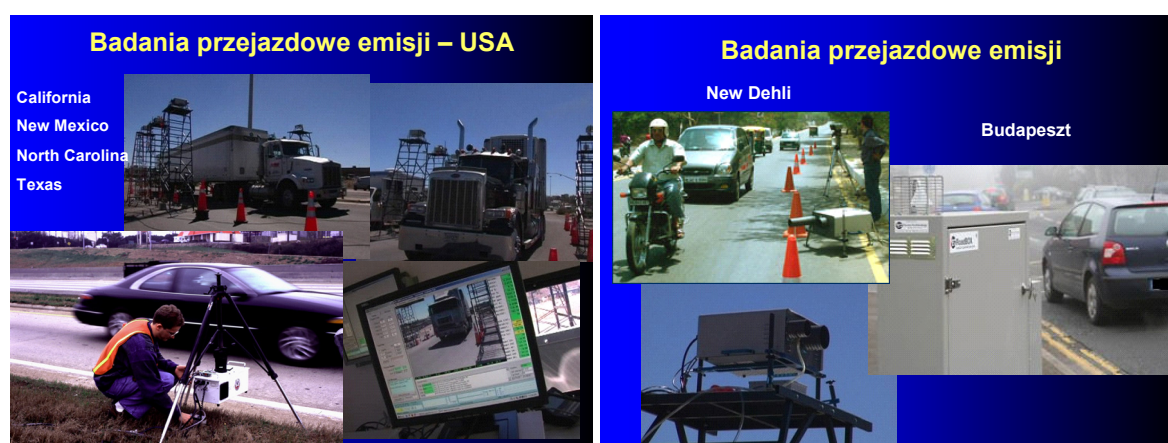 Badania przejazdowe emisji – USA
California
New Mexico
North Carolina
Texas
Badania przejazdowe emisji
New Dehli
Budapeszt